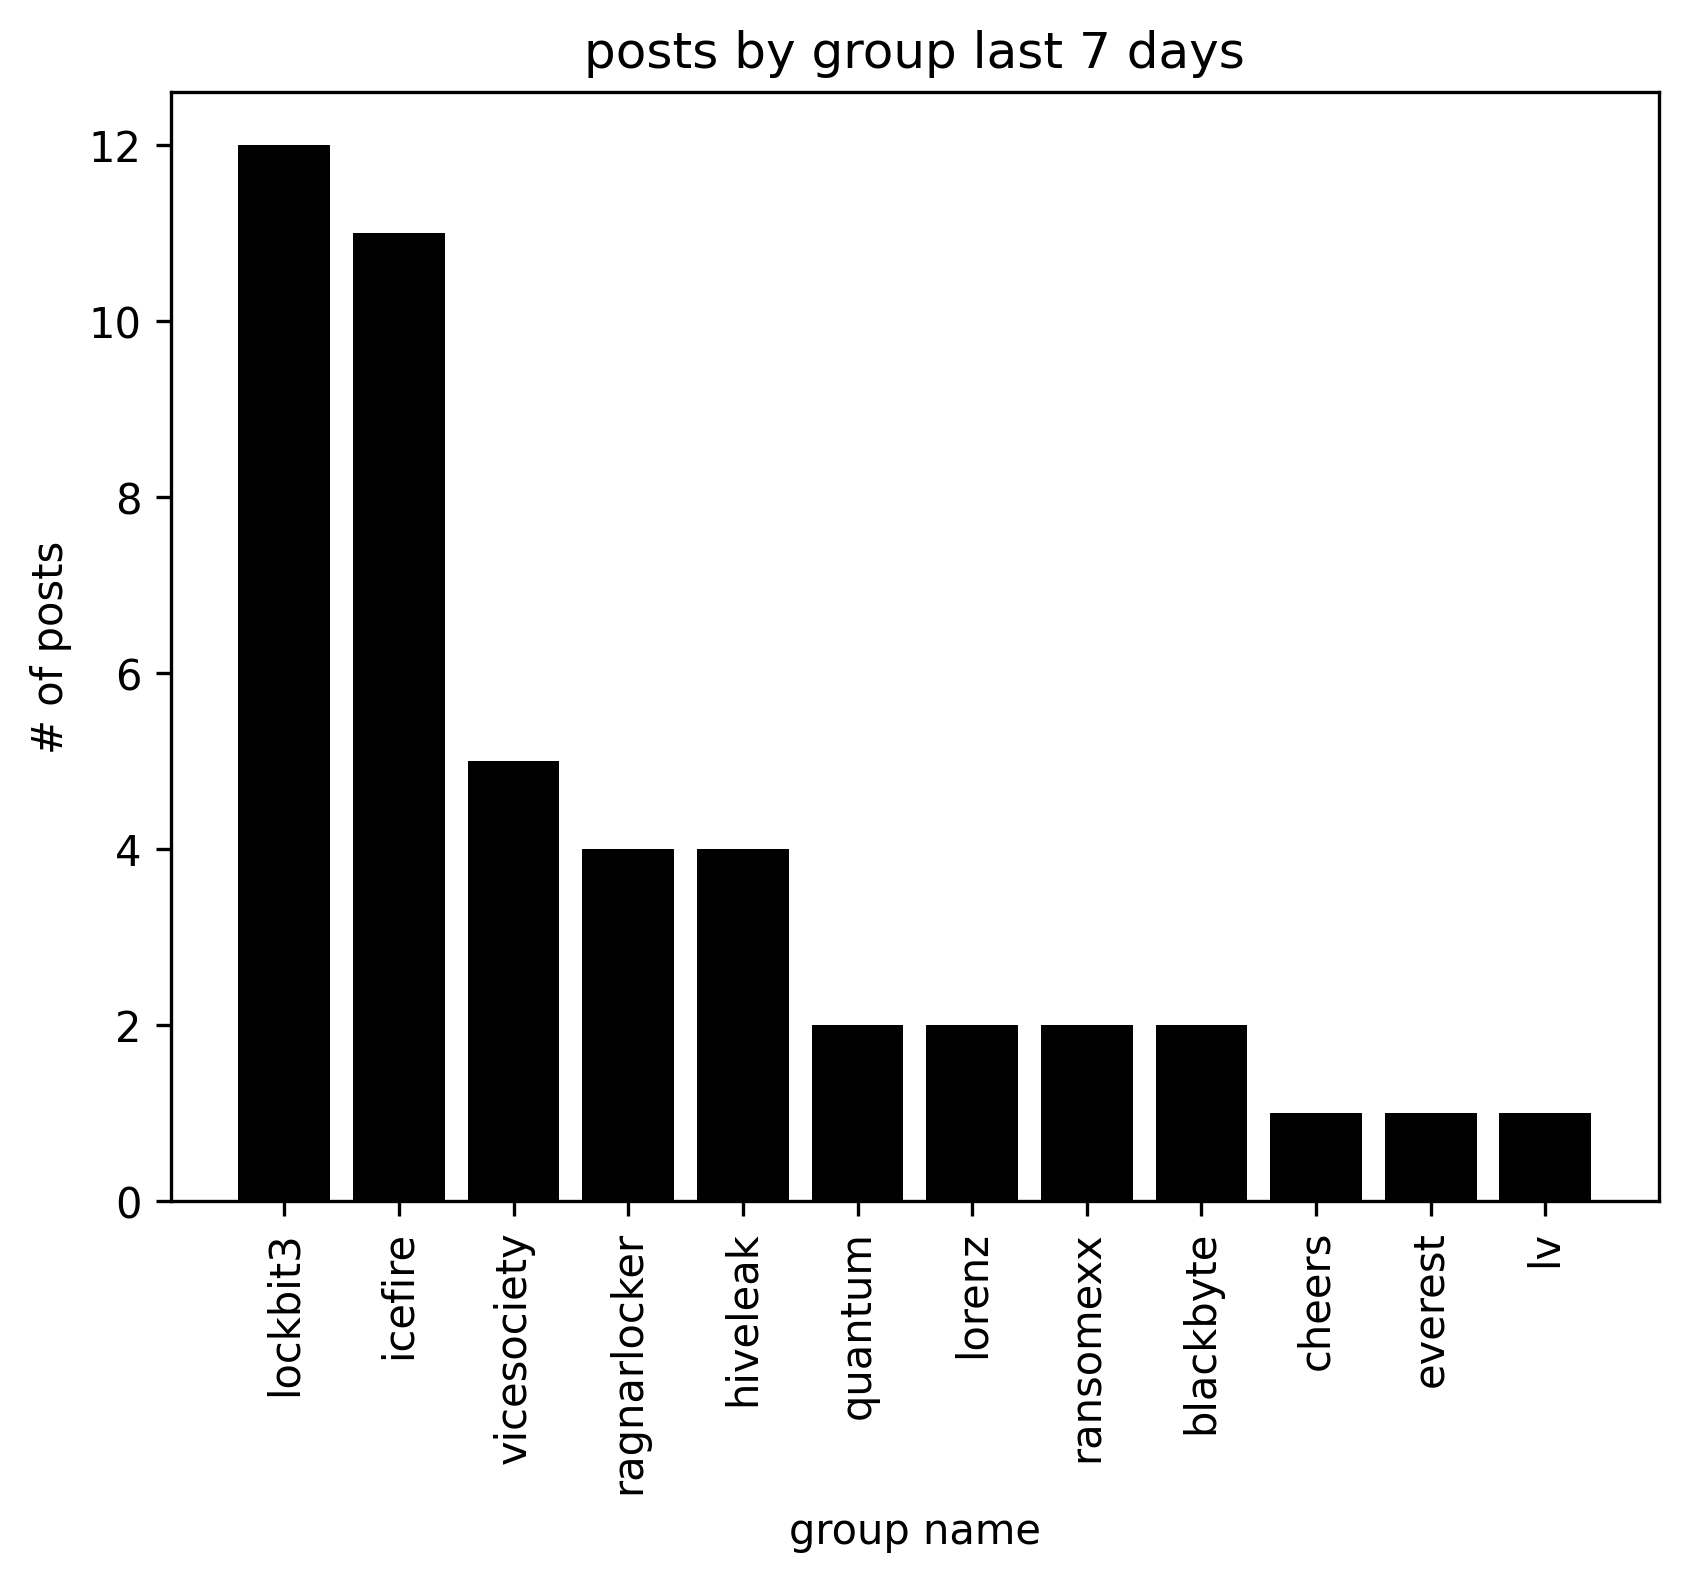 posts by group last 7 days
12
10
8
6
4
2
0
# of posts
lockbit3
icefire
vicesociety
ragnarlocker
hiveleak
quantum
lorenz
ransomexx
blackbyte
cheers
everest
lv
group name